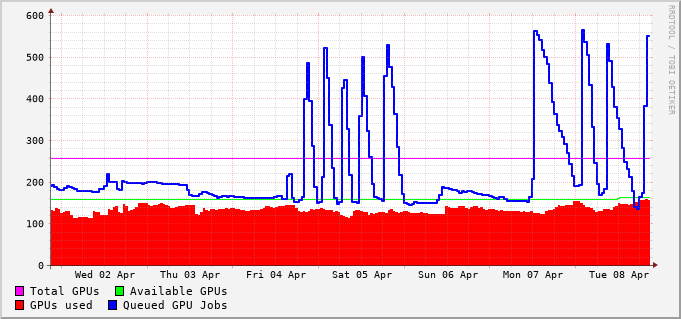 600
500
400
300
200
100
0
Wed 02 Apr Thu 03 Apr Fri 04 Apr Sat 05 Apr Sun 06 Apr Mon 07 Apr Tue 08 Apr
Total GPUs Available GPUs
GPUs used Queued GPU Jobs
RRDTOOL / TOBI OETIKER